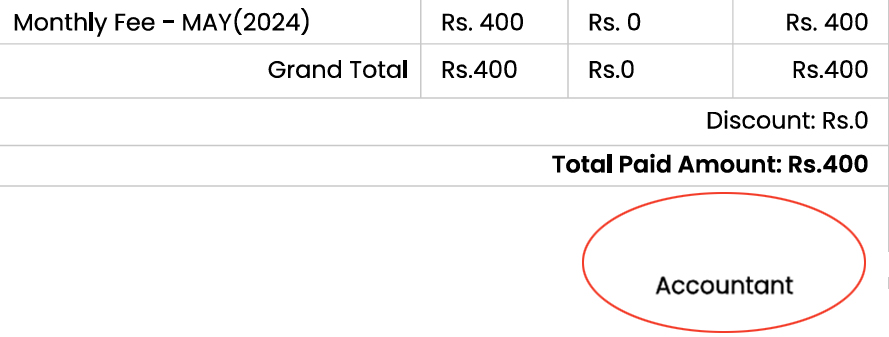 Monthly Fee - MAY(2024) Rs. 400 Rs. 0 Rs. 400
Grand Total Rs.400 Rs.0 Rs.400
Discount: Rs.0
Total Paid Amount: Rs.400
Accountant